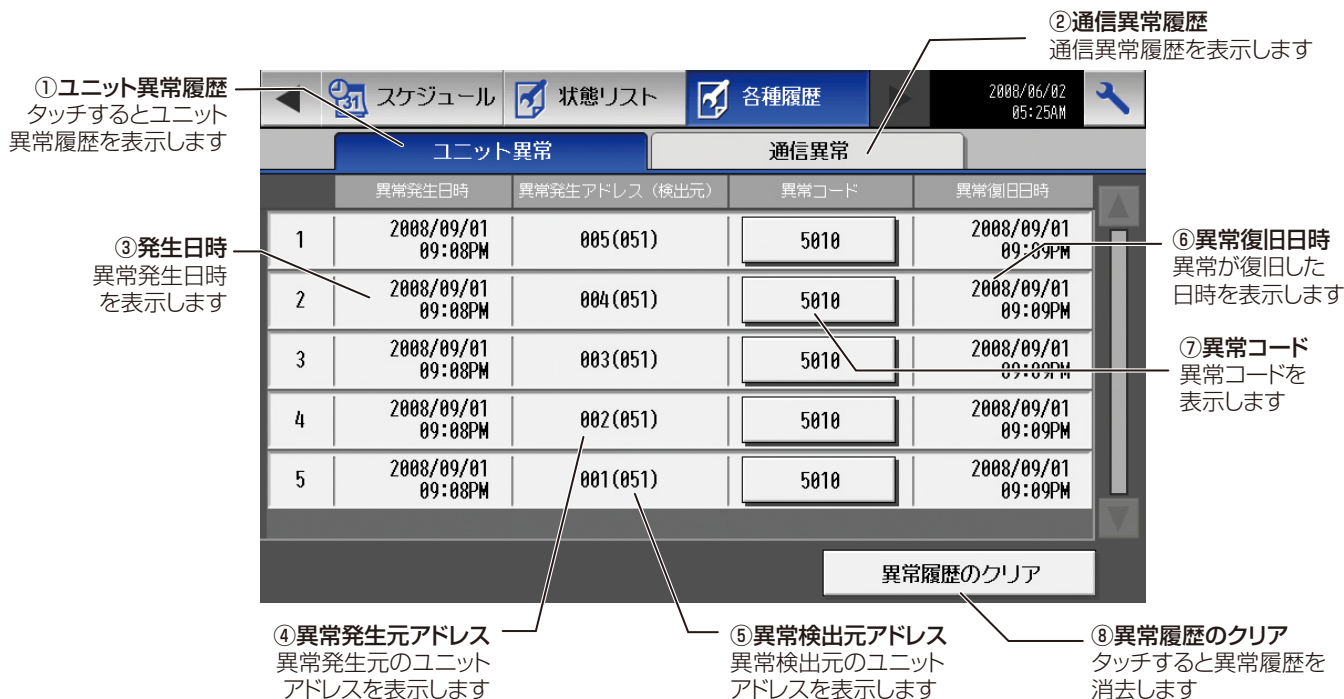 ②通信異常履歴
通信異常履歴を表示します
①ユニット異常履歴
タッチするとユニット
異常履歴を表示します
スケジュール 状態リスト 各種履歴 2008/06/02
05:25AM
ユニット異常 通信異常
異常発生日時 異常発生アドレス（検出元） 異常コード 異常復旧日時
1 2008/09/01 09:08PM 005(051) 5010 2008/09/01 09:09PM
2 2008/09/01 09:08PM 004(051) 5010 2008/09/01 09:09PM
3 2008/09/01 09:08PM 003(051) 5010 2008/09/01 09:09PM
4 2008/09/01 09:08PM 002(051) 5010 2008/09/01 09:09PM
5 2008/09/01 09:08PM 001(051) 5010 2008/09/01 09:09PM
異常履歴のクリア
③発生日時
異常発生日時
を表示します
⑥異常復旧日時
異常が復旧した
日時を表示します
⑦異常コード
異常コードを
表示します
④異常発生元アドレス
異常発生元のユニット
アドレスを表示します
⑤異常検出元アドレス
異常検出元のユニット
アドレスを表示します
⑧異常履歴のクリア
タッチすると異常履歴を
消去します